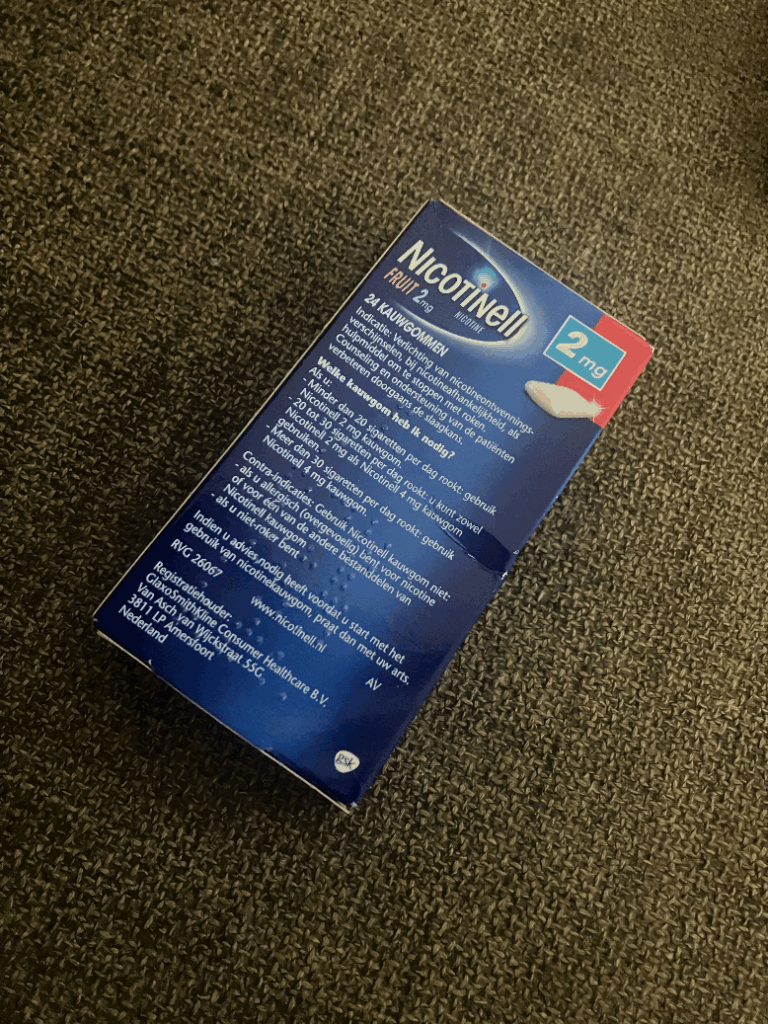 NICOTINELL
FRUIT 2mg NICOTINE
24 KAUWGOMMEN
Indicatie: Verlichting van nicotineontwennings-
verschijnselen, bij nicotineafhankelijkheid, als
hulpmiddel om te stoppen met roken.
Counseling en ondersteuning van de patiënten
verbeteren doorgaans de slaagkans.
Welke kauwgom heb ik nodig?
Als u:
- Minder dan 20 sigaretten per dag rookt: gebruik
Nicotinell 2 mg kauwgom.
- 20 tot 30 sigaretten per dag rookt: u kunt zowel
Nicotinell 2 mg als Nicotinell 4 mg kauwgom
gebruiken.
- Meer dan 30 sigaretten per dag rookt: gebruik
Nicotinell 4 mg kauwgom.
Contra-indicaties: Gebruik Nicotinell kauwgom niet:
- als u allergisch (overgevoelig) bent voor nicotine
of voor één van de andere bestanddelen van
Nicotinell kauwgom
- als u niet-roker bent
Indien u advies nodig heeft voordat u start met het
gebruik van nicotinekauwgom, praat dan met uw arts.
RVG 26067
www.nicotinell.nl
AV
Registratiehouder:
GlaxoSmithKline Consumer Healthcare B.V.
Van Asch van Wijckstraat 55G,
3811 LP Amersfoort
Nederland
gsk
2 mg